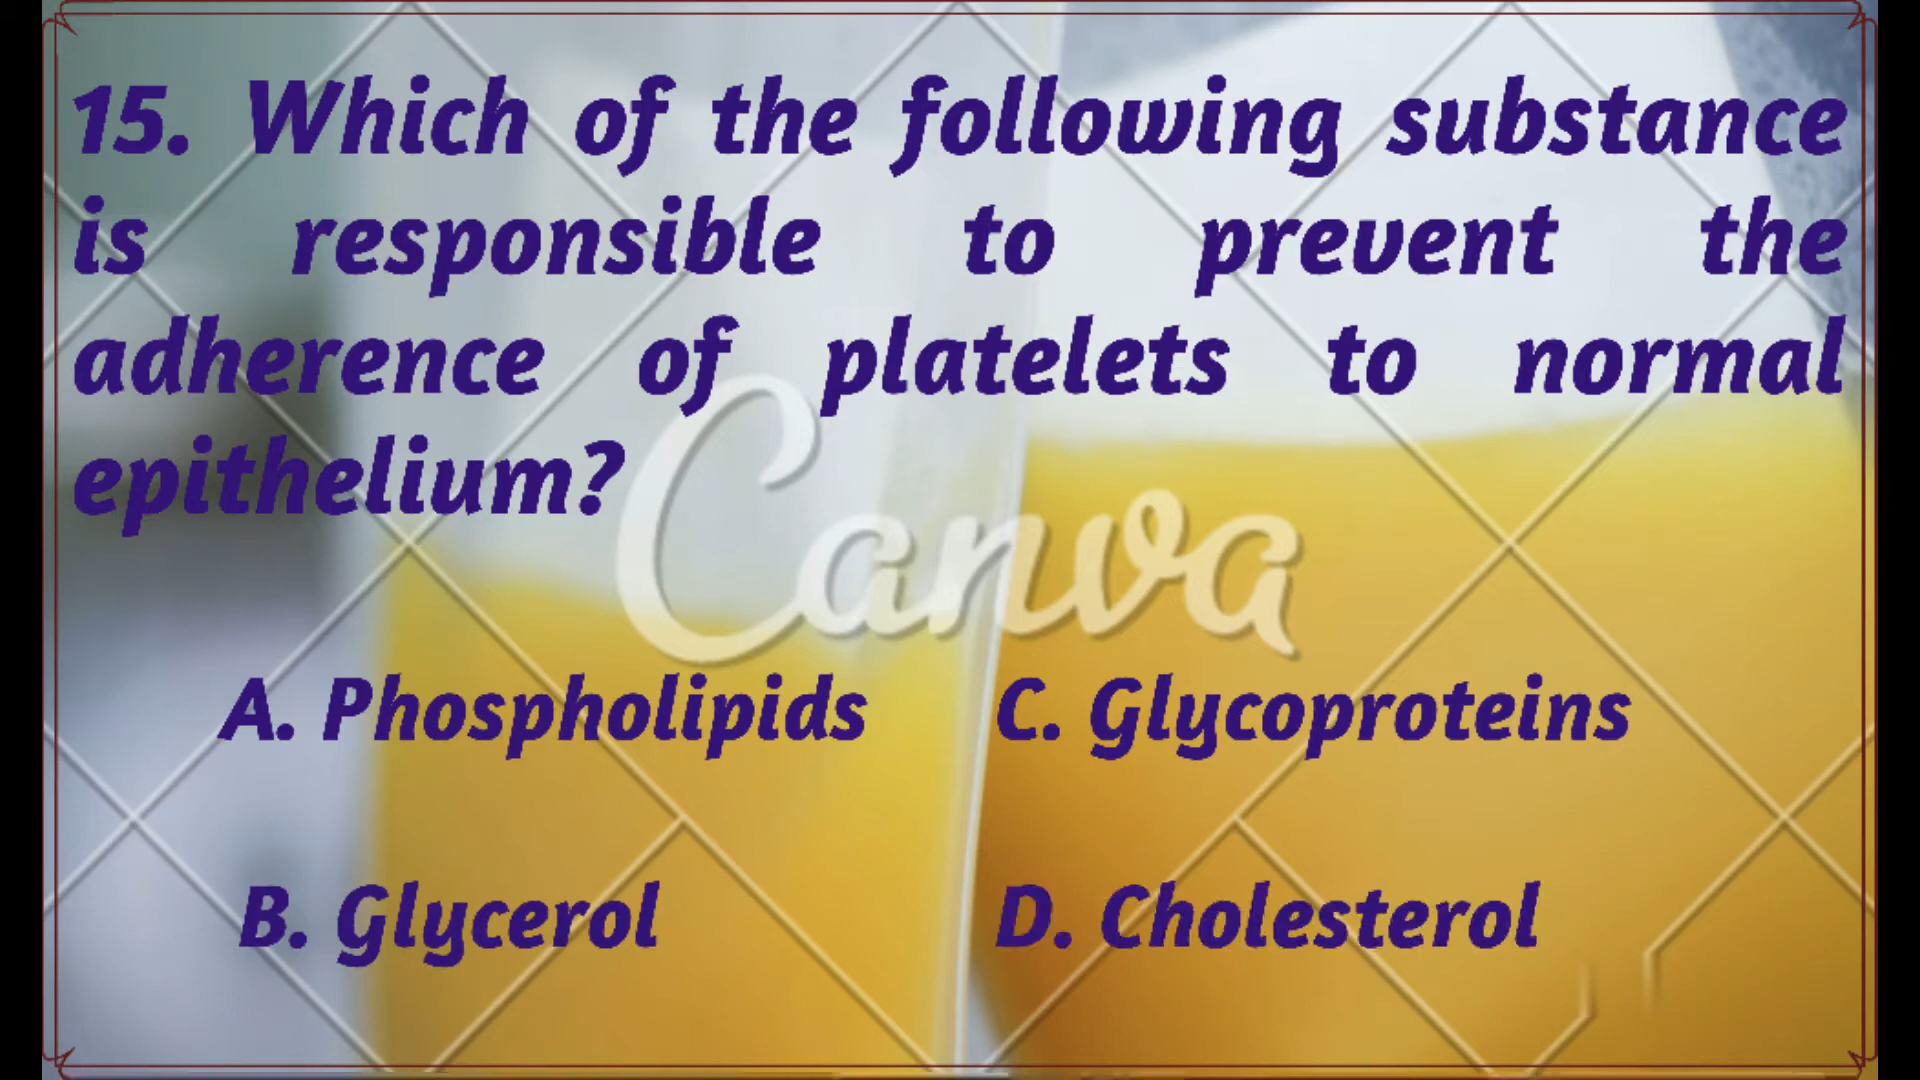 15. Which of the following substance
is responsible to prevent the
adherence of platelets to normal
epithelium?
Canva
A. Phospholipids
C. Glycoproteins
B. Glycerol
D. Cholesterol